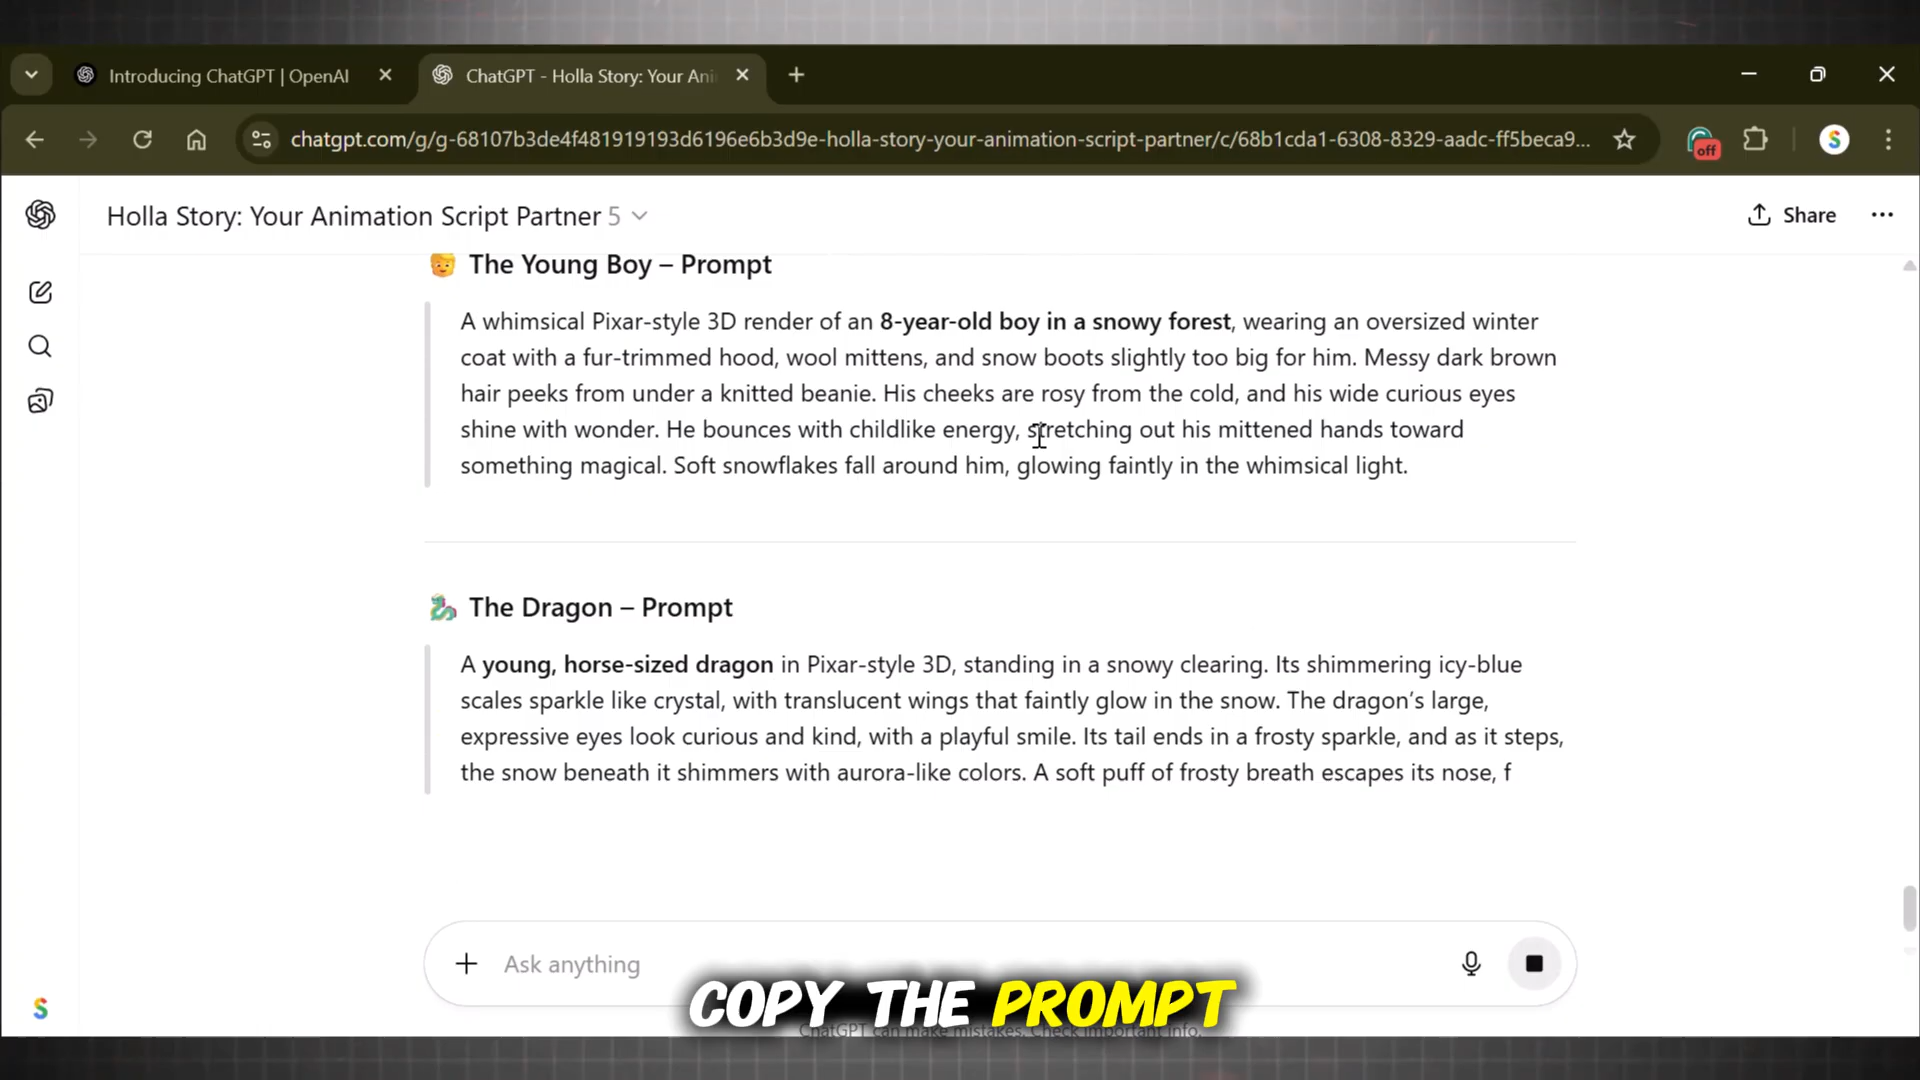 Introducing ChatGPT | OpenAI
ChatGPT - Holla Story: Your Ani
chatgpt.com/g/g-68107b3de4f481919193d6196e6b3d9e-holla-story-your-animation-script-partner/c/68b1cda1-6308-8329-aadc-ff5beca9...
off
S
Holla Story: Your Animation Script Partner 5
Share
The Young Boy – Prompt
A whimsical Pixar-style 3D render of an 8-year-old boy in a snowy forest, wearing an oversized winter
coat with a fur-trimmed hood, wool mittens, and snow boots slightly too big for him. Messy dark brown
hair peeks from under a knitted beanie. His cheeks are rosy from the cold, and his wide curious eyes
shine with wonder. He bounces with childlike energy, stretching out his mittened hands toward
something magical. Soft snowflakes fall around him, glowing faintly in the whimsical light.
The Dragon – Prompt
A young, horse-sized dragon in Pixar-style 3D, standing in a snowy clearing. Its shimmering icy-blue
scales sparkle like crystal, with translucent wings that faintly glow in the snow. The dragon’s large,
expressive eyes look curious and kind, with a playful smile. Its tail ends in a frosty sparkle, and as it steps,
the snow beneath it shimmers with aurora-like colors. A soft puff of frosty breath escapes its nose, f
Ask anything
S
COPY THE PROMPT
ChatGPT can make mistakes. Check important info.